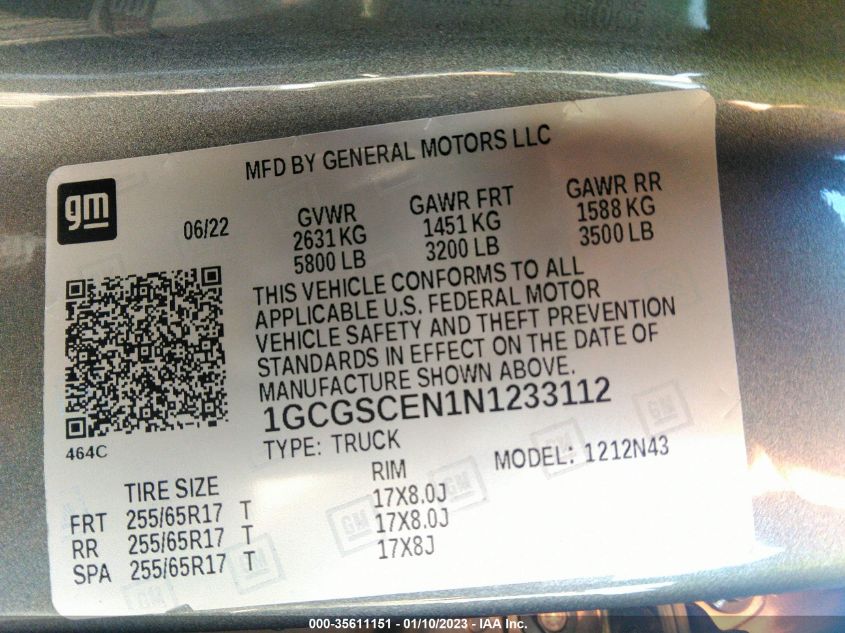 MFD BY GENERAL MOTORS LLC
gm
06/22
GVWR GAWR FRT GAWR RR
2631 KG 1451 KG 1588 KG
5800 LB 3200 LB 3500 LB
THIS VEHICLE CONFORMS TO ALL
APPLICABLE U.S. FEDERAL MOTOR
VEHICLE SAFETY AND THEFT PREVENTION
STANDARDS IN EFFECT ON THE DATE OF
MANUFACTURE SHOWN ABOVE.
1GCGSCEN1N1233112
464C
TYPE: TRUCK MODEL: 1212N43
TIRE SIZE RIM
FRT 255/65R17 T 17X8.0J
RR 255/65R17 T 17X8.0J
SPA 255/65R17 T 17X8J
000-35611151 - 01/10/2023 - IAA Inc.